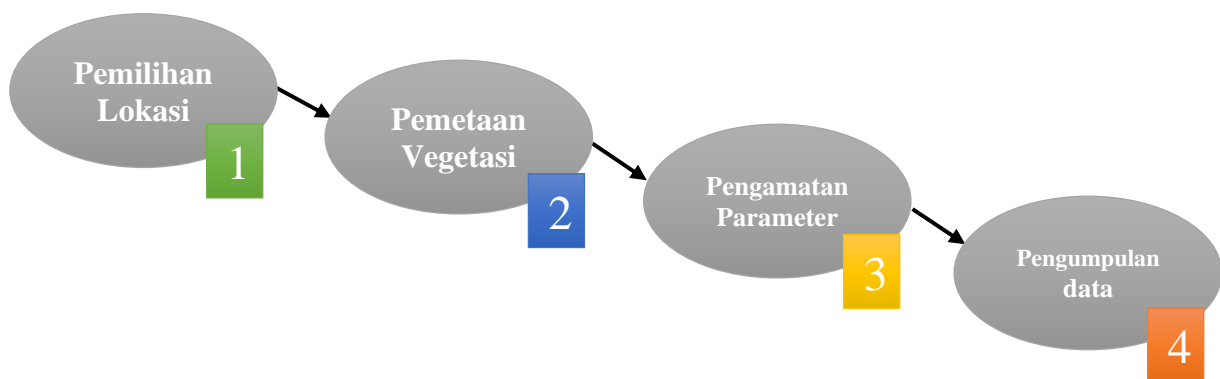 Pemilihan
Lokasi
1
Pemetaan
Vegetasi
2
Pengamatan
Parameter
3
Pengumpulan
data
4